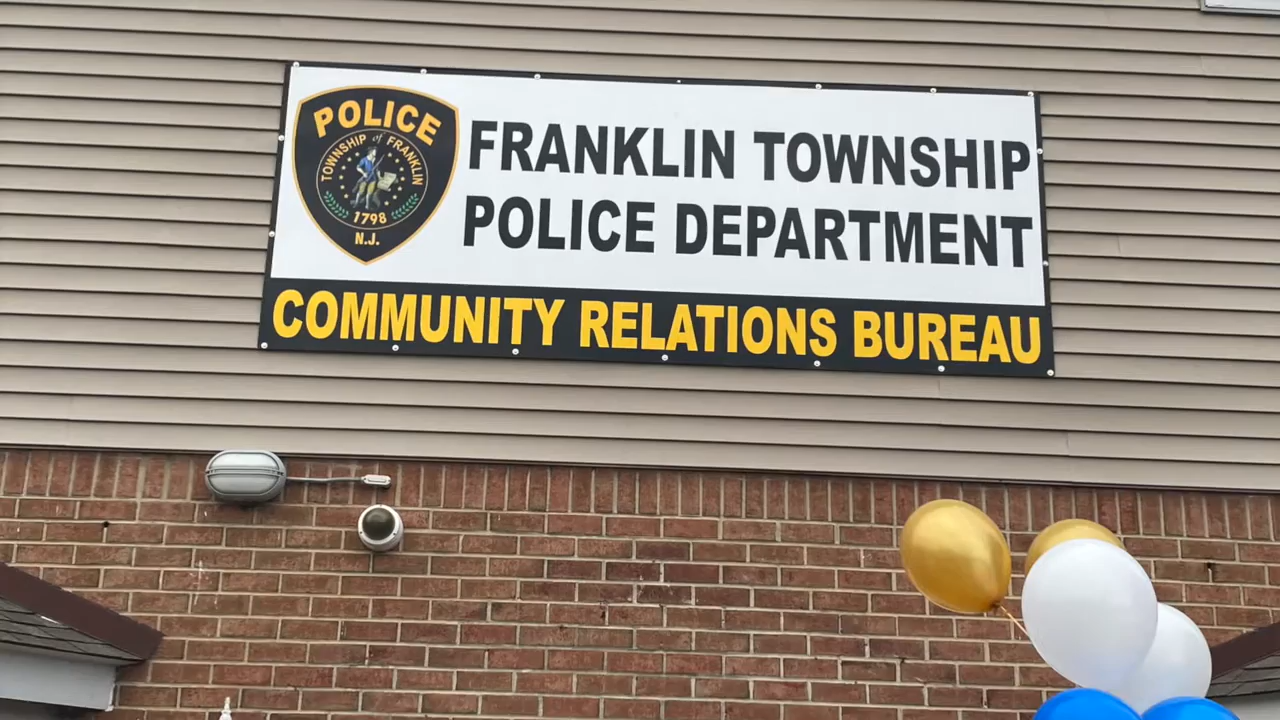 POLICE
TOWNSHIP of FRANKLIN
1798
N.J.
FRANKLIN TOWNSHIP
POLICE DEPARTMENT
COMMUNITY RELATIONS BUREAU